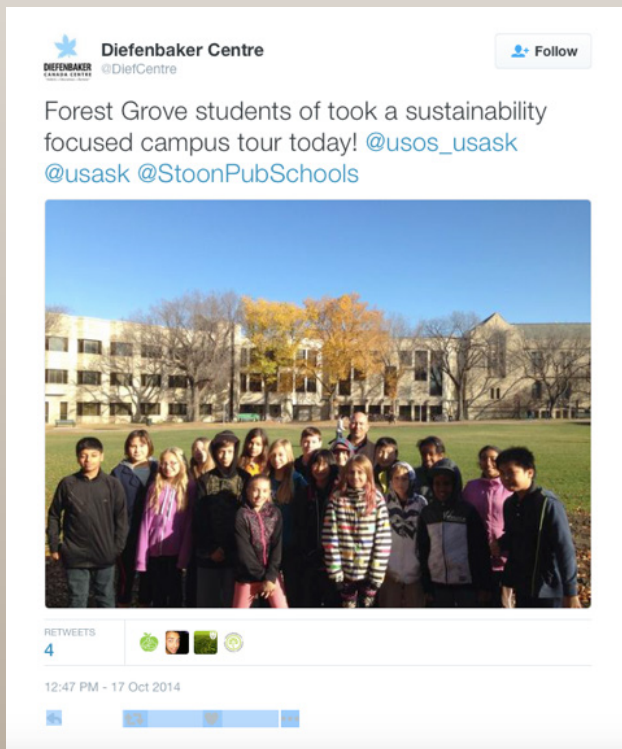 Diefenbaker Centre
@DiefCentre
DIEFENBAKER
CANADA CENTRE
Follow
Forest Grove students of took a sustainability
focused campus tour today! @usos_usask
@usask @StoonPubSchools
RETWEETS
4
12:47 PM - 17 Oct 2014